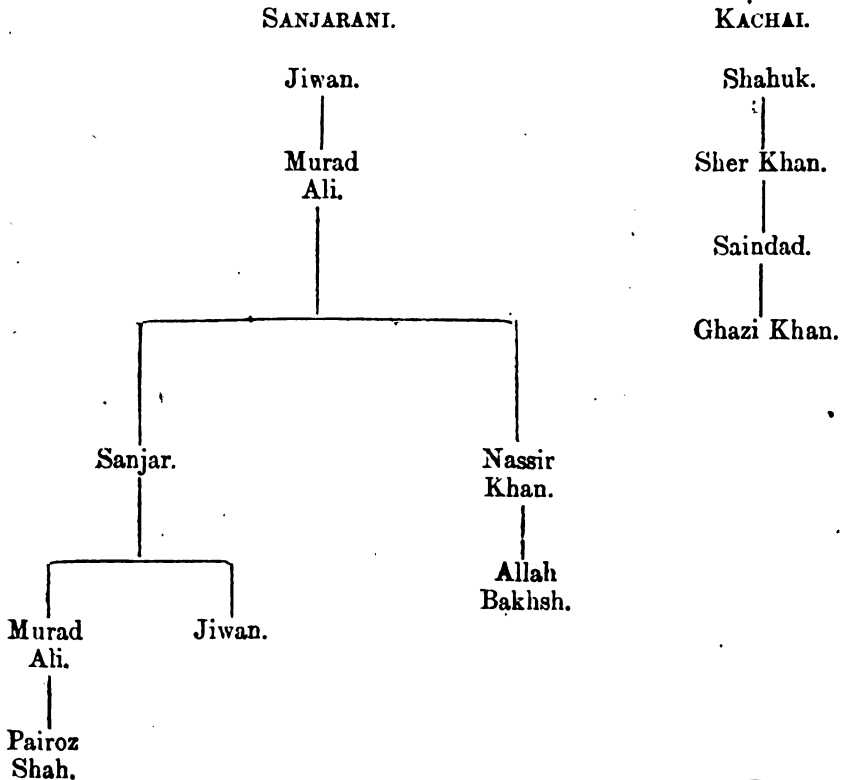 SANJARANI.
KACHAI.
Jiwan.
Shahuk.
Murad
Ali.
Sher Khan.
Saindad.
Ghazi Khan.
Sanjar.
Nassir
Khan.
Allah
Bakhsh.
Murad
Ali.
Jiwan.
Pairoz
Shah.